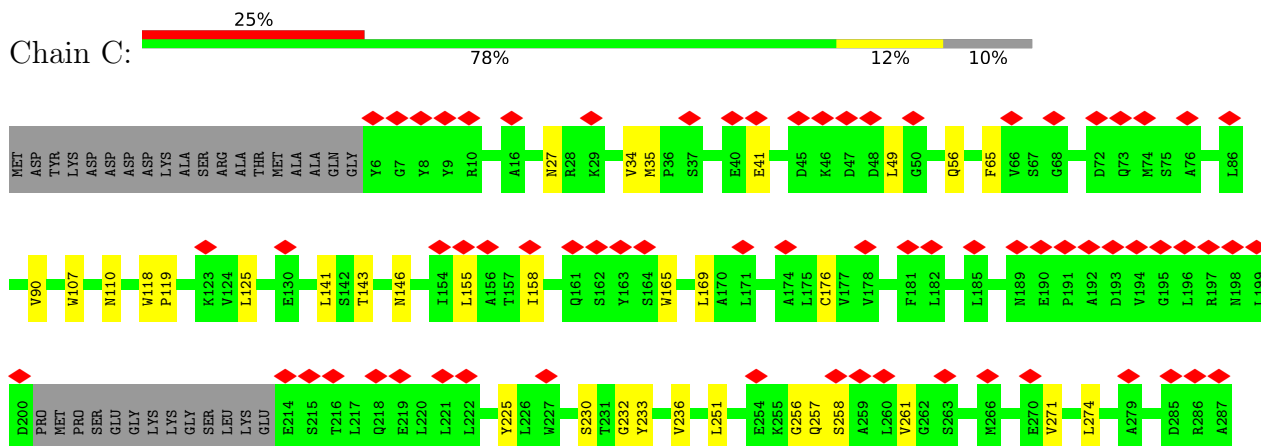 25%
Chain C:
78% 12% 10%
MET ASP TYR LYS ASP ASP ASP ASP LYS ALA SER ARG ALA THR MET ALA ALA GLN GLY Y6 G7 Y8 Y9 R10 A16 N27 R28 K29 V34 M35 P36 S37 E40 E41 D45 K46 D47 D48 L49 G50 Q56 F65 V66 S67 G68 D72 Q73 M74 S75 A76 L86
V90 W107 N110 W118 P119 K123 V124 L125 E130 L141 S142 T143 N146 I154 L155 A156 T157 I158 Q161 S162 Y163 S164 W165 L169 A170 L171 A174 L175 C176 V177 V178 F181 L182 L185 N189 E190 P191 A192 D193 V194 G195 L196 R197 N198
D200 PRO MET PRO SER GLU GLY LYS LYS GLY SER LEU LYS GLU E214 S215 T216 K217 Q218 E219 L220 L221 L222 Y225 L226 W227 S230 T231 G232 Y233 V236 L251 E254 K255 G256 Q257 S258 A259 L260 V261 G262 S263 M266 E270 V271 L274 A279 D285 R286 A287